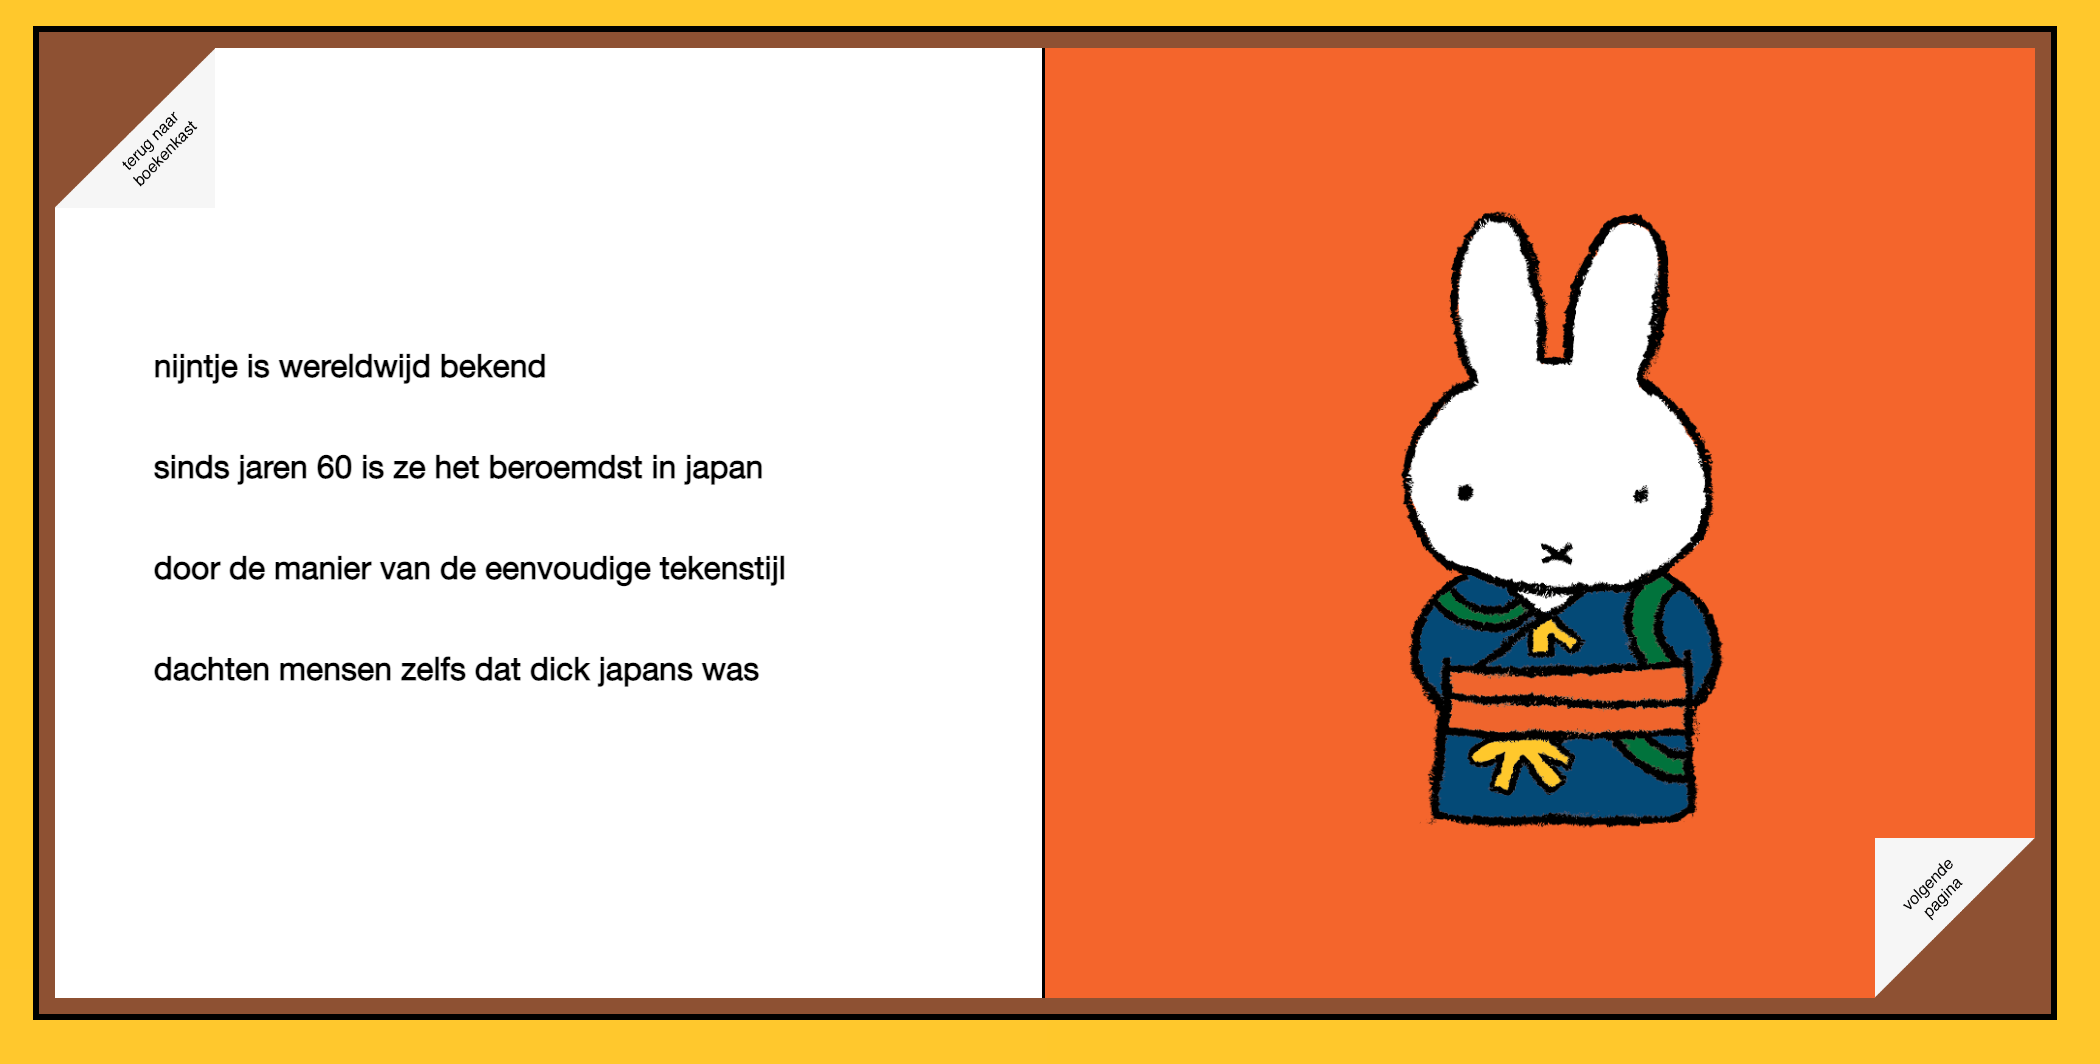 terug naar
boekenkast
nijntje is wereldwijd bekend
sinds jaren 60 is ze het beroemdst in japan
door de manier van de eenvoudige tekenstijl
dachten mensen zelfs dat dick japans was
volgende
pagina